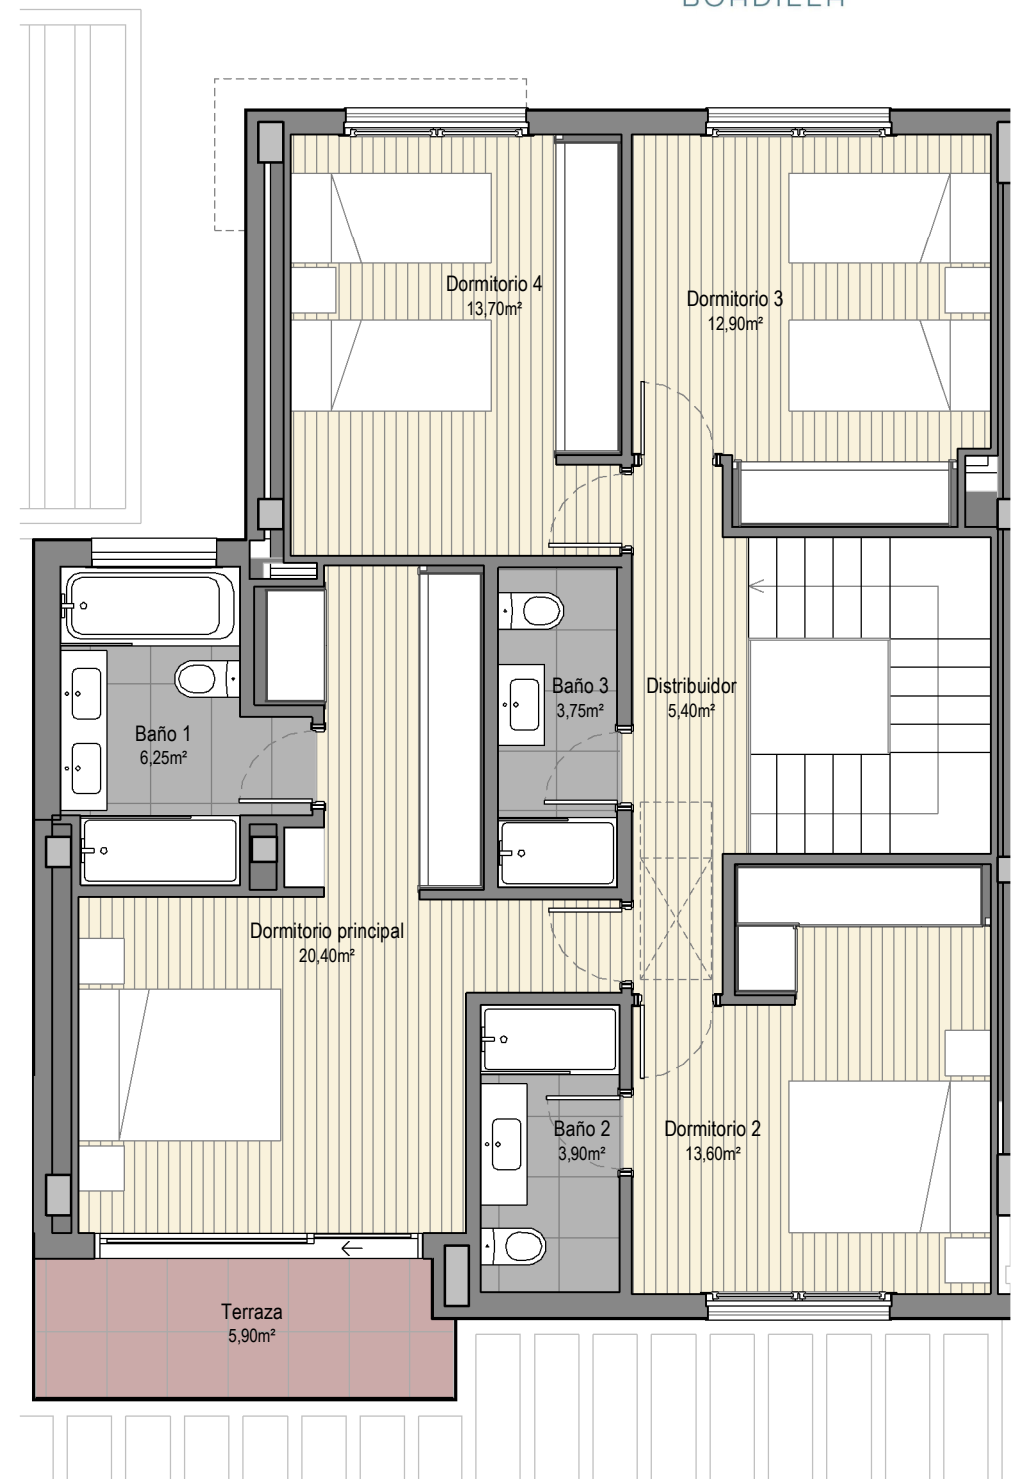 Dormitorio 4
13,70m²
Dormitorio 3
12,90m²
Baño 3
3,75m²
Distribuidor
5,40m²
Baño 1
6,25m²
Dormitorio principal
20,40m²
Baño 2
3,90m²
Dormitorio 2
13,60m²
Terraza
5,90m²